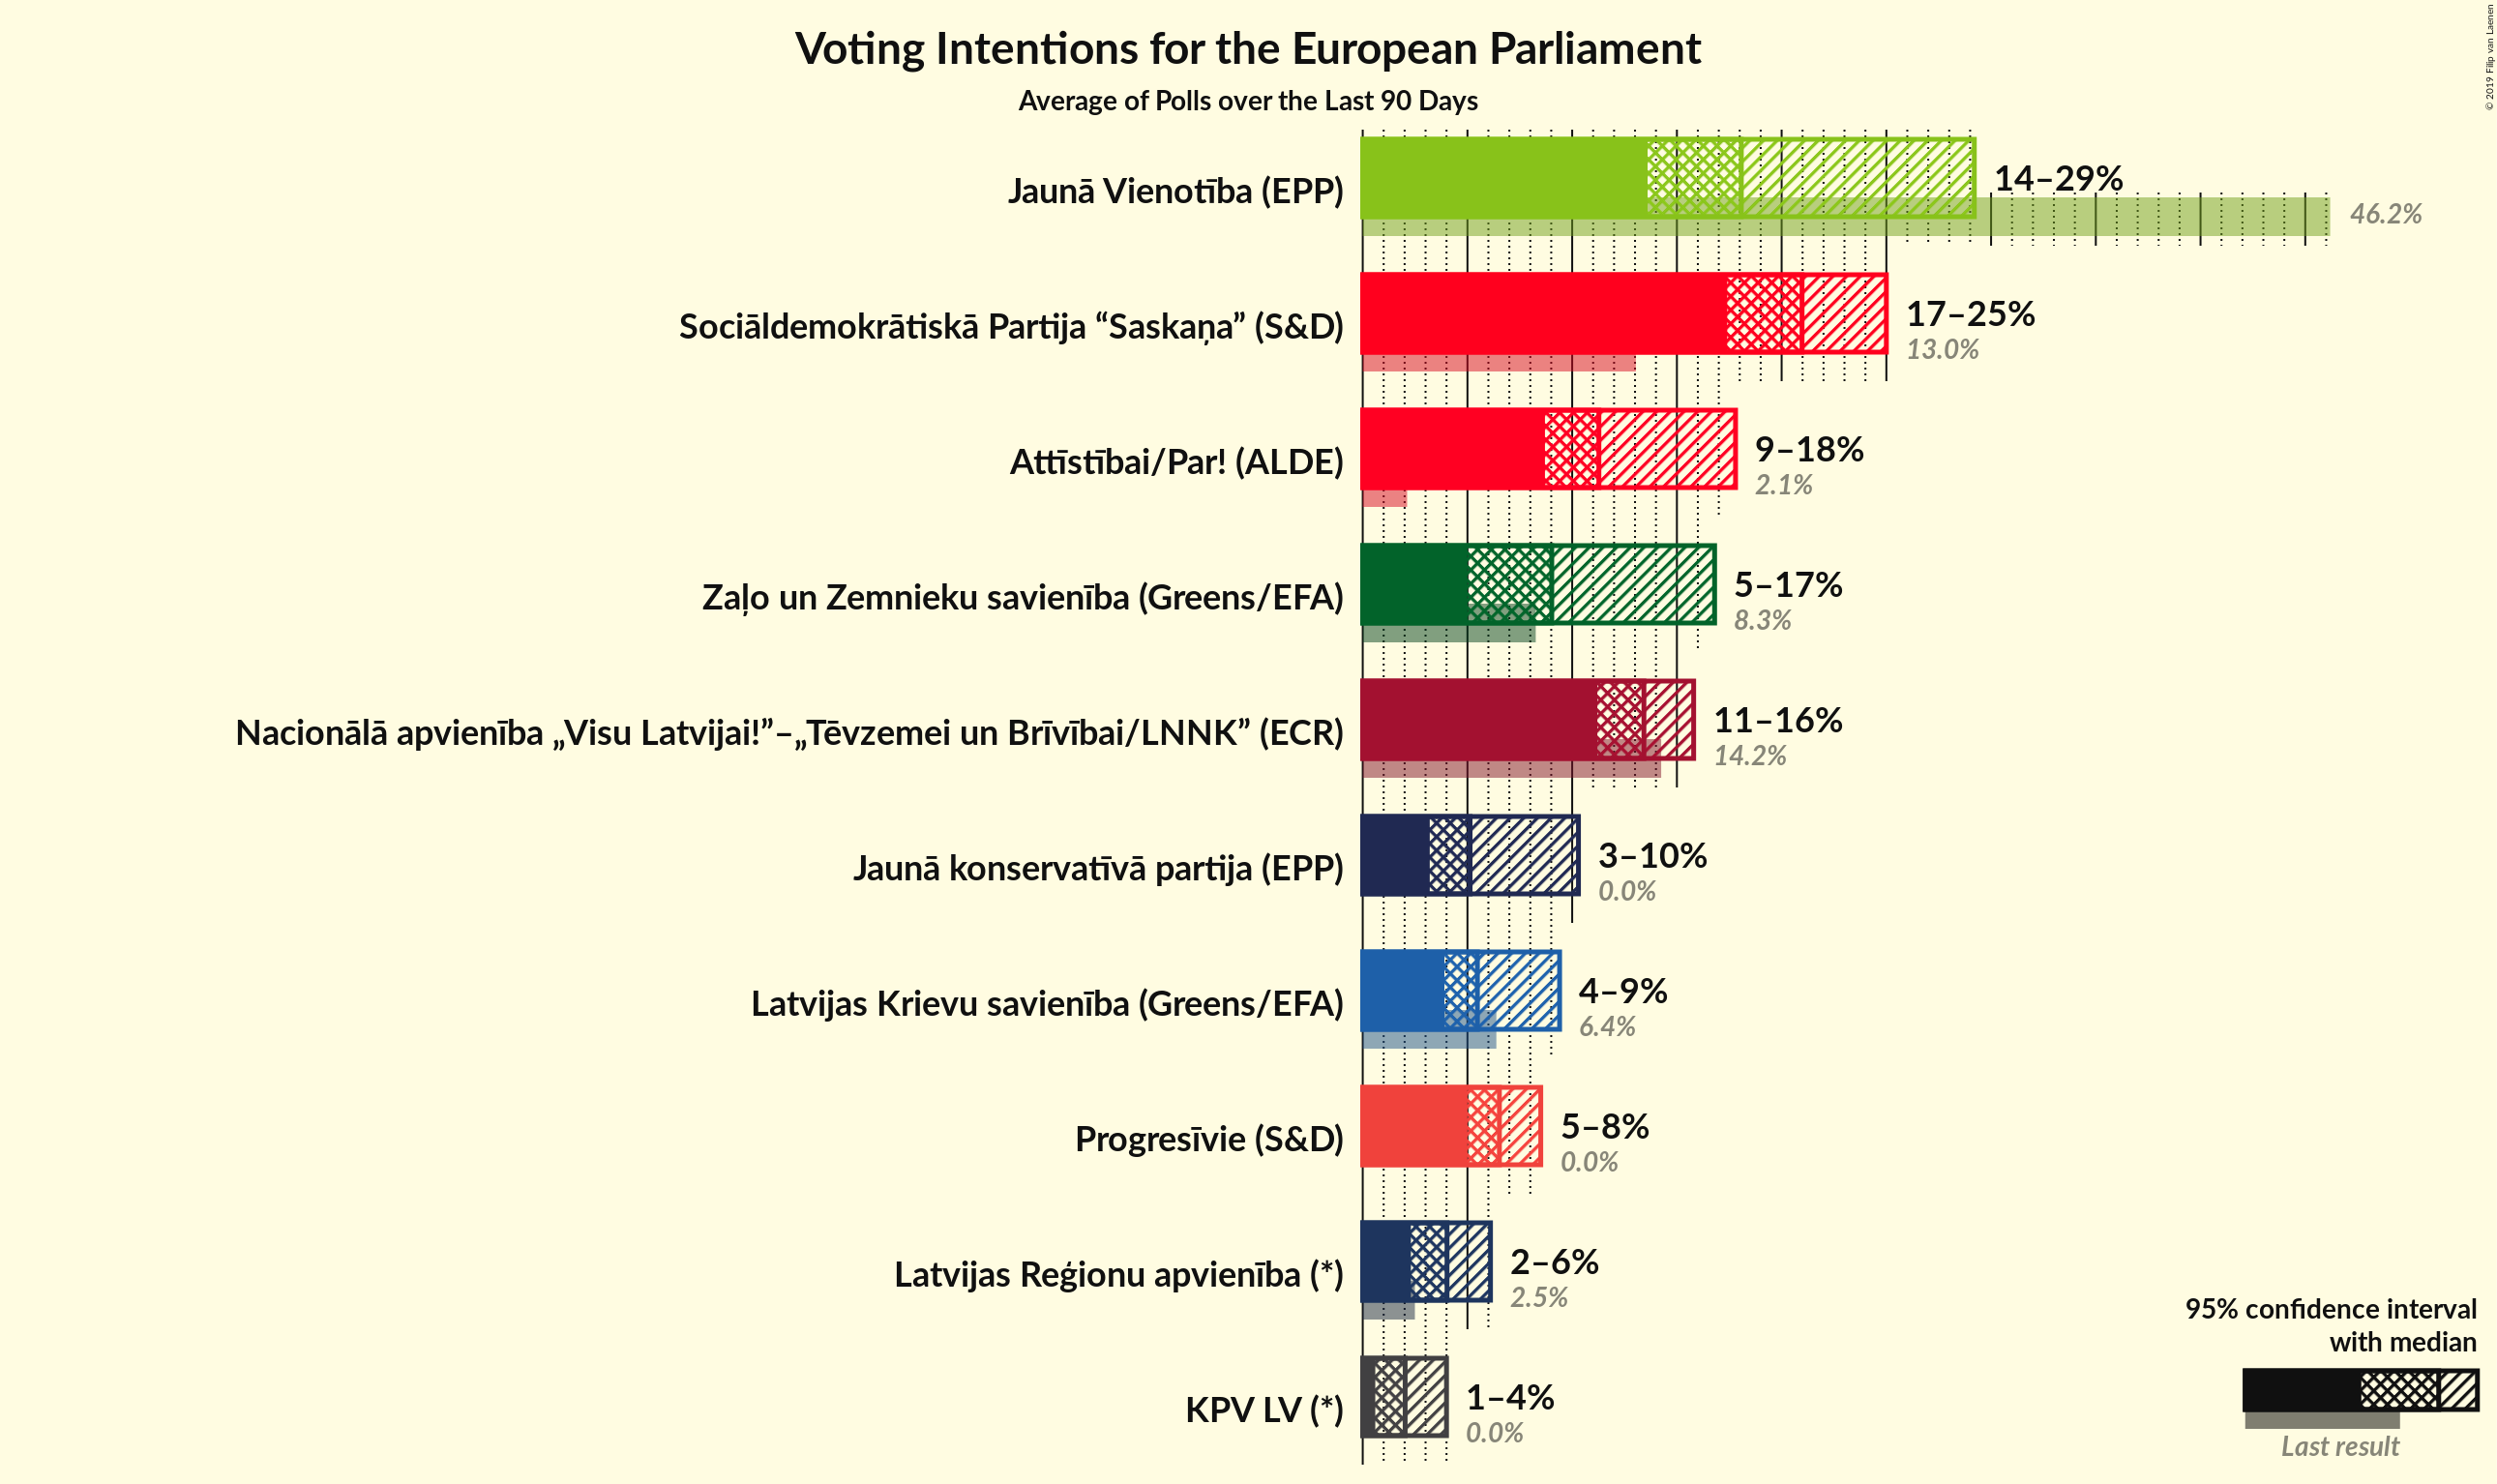 Voting Intentions for the European Parliament
Average of Polls over the Last 90 Days
© 2019 Filip van Laenen
Jaunā Vienotība (EPP)
14–29%
46.2%
Sociāldemokrātiskā Partija “Saskaņa” (S&D)
17–25%
13.0%
Attīstībai/Par! (ALDE)
9–18%
2.1%
Zaļo un Zemnieku savienība (Greens/EFA)
5–17%
8.3%
Nacionālā apvienība „Visu Latvijai!”–„Tēvzemei un Brīvībai/LNNK” (ECR)
11–16%
14.2%
Jaunā konservatīvā partija (EPP)
3–10%
0.0%
Latvijas Krievu savienība (Greens/EFA)
4–9%
6.4%
Progresīvie (S&D)
5–8%
0.0%
Latvijas Reģionu apvienība (*)
2–6%
2.5%
KPV LV (*)
1–4%
0.0%
95% confidence interval
with median
Last result